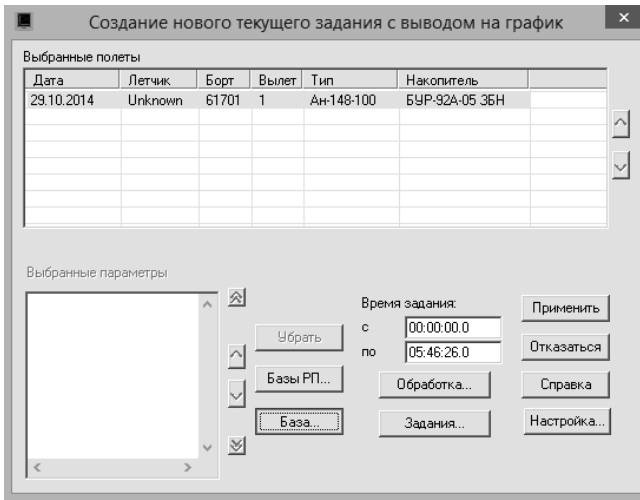 Создание нового текущего задания с выводом на график
Выбранные полеты
Дата Летчик Борт Вылет Тип Накопитель
29.10.2014 Unknown 61701 1 Ан-148-100 БУР-92А-05 ЗБН
Выбранные параметры
Время задания:
с 00:00:00.0
по 05:46:26.0
Убрать
Базы РП...
База...
Обработка...
Задания...
Применить
Отказаться
Справка
Настройка...